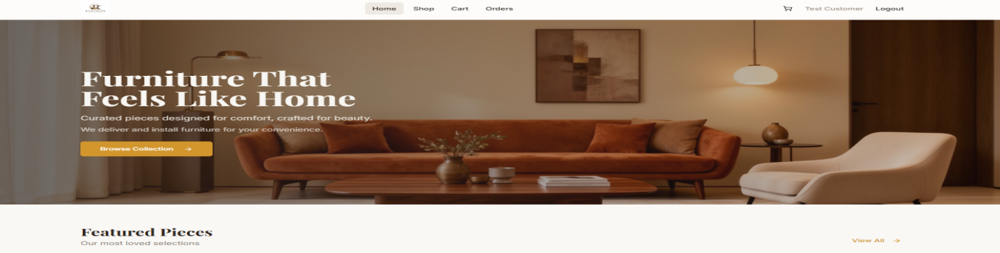 Home Shop Cart Orders Test Customer Logout
Furniture That
Feels Like Home
Curated pieces designed for comfort, crafted for beauty.
We deliver and install furniture for your convenience.
Browse Collection →
Featured Pieces
Our most loved selections
View All →